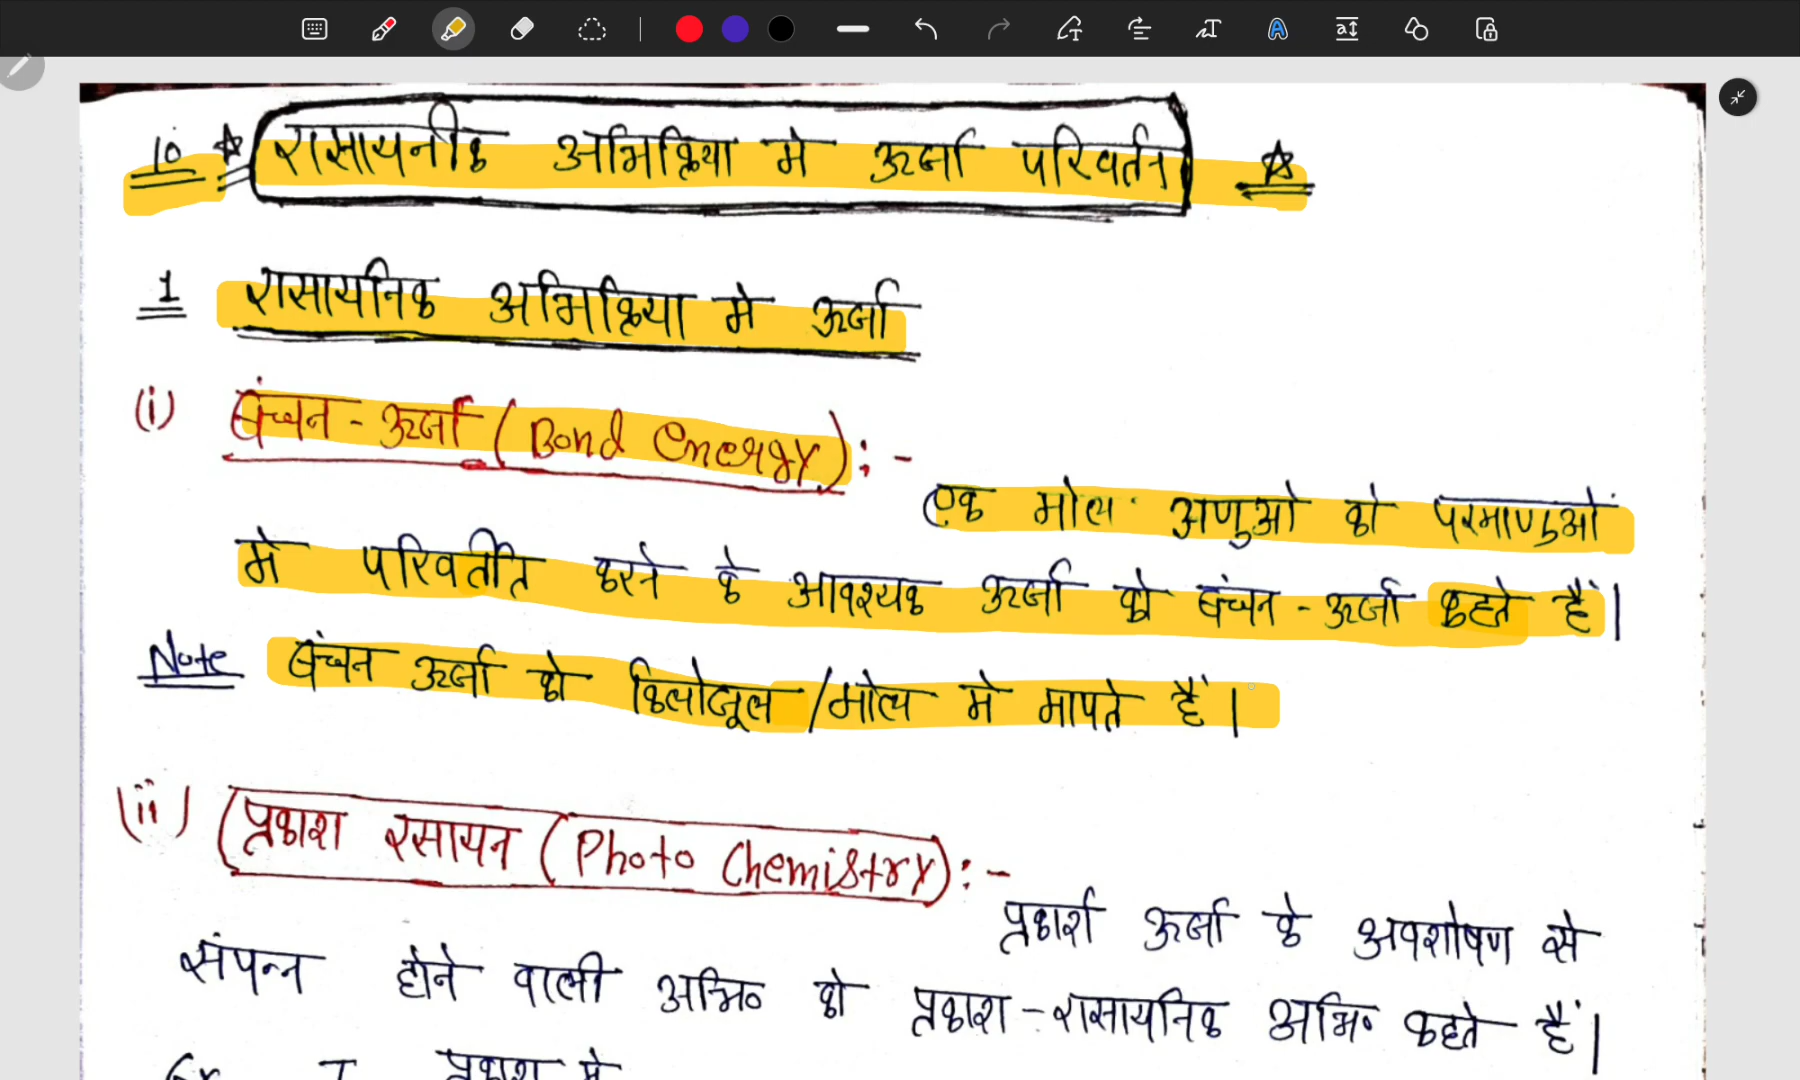 10 रासायनीक अभिक्रिया मे ऊर्जा परिवर्तन
1 रासायनिक अभिक्रिया मे ऊर्जा
(i) बंधन - ऊर्जा (Bond energy) : -
एक मोल अणुओ को परमाणुओं
मे परिवर्तीत करने के आवश्यक ऊर्जा को बंधन - ऊर्जा कहते हैं।
Note बंधन ऊर्जा को किलोजूल /मोल मे मापते हैं।
(ii) (प्रकाश रसायन (Photo Chemistry) : -
प्रकार्श ऊर्जा के अवशोषण से
संपन्न होने वाली अभि० को प्रकाश - रासायनिक अभि० कहते हैं।
प्रकाश मे